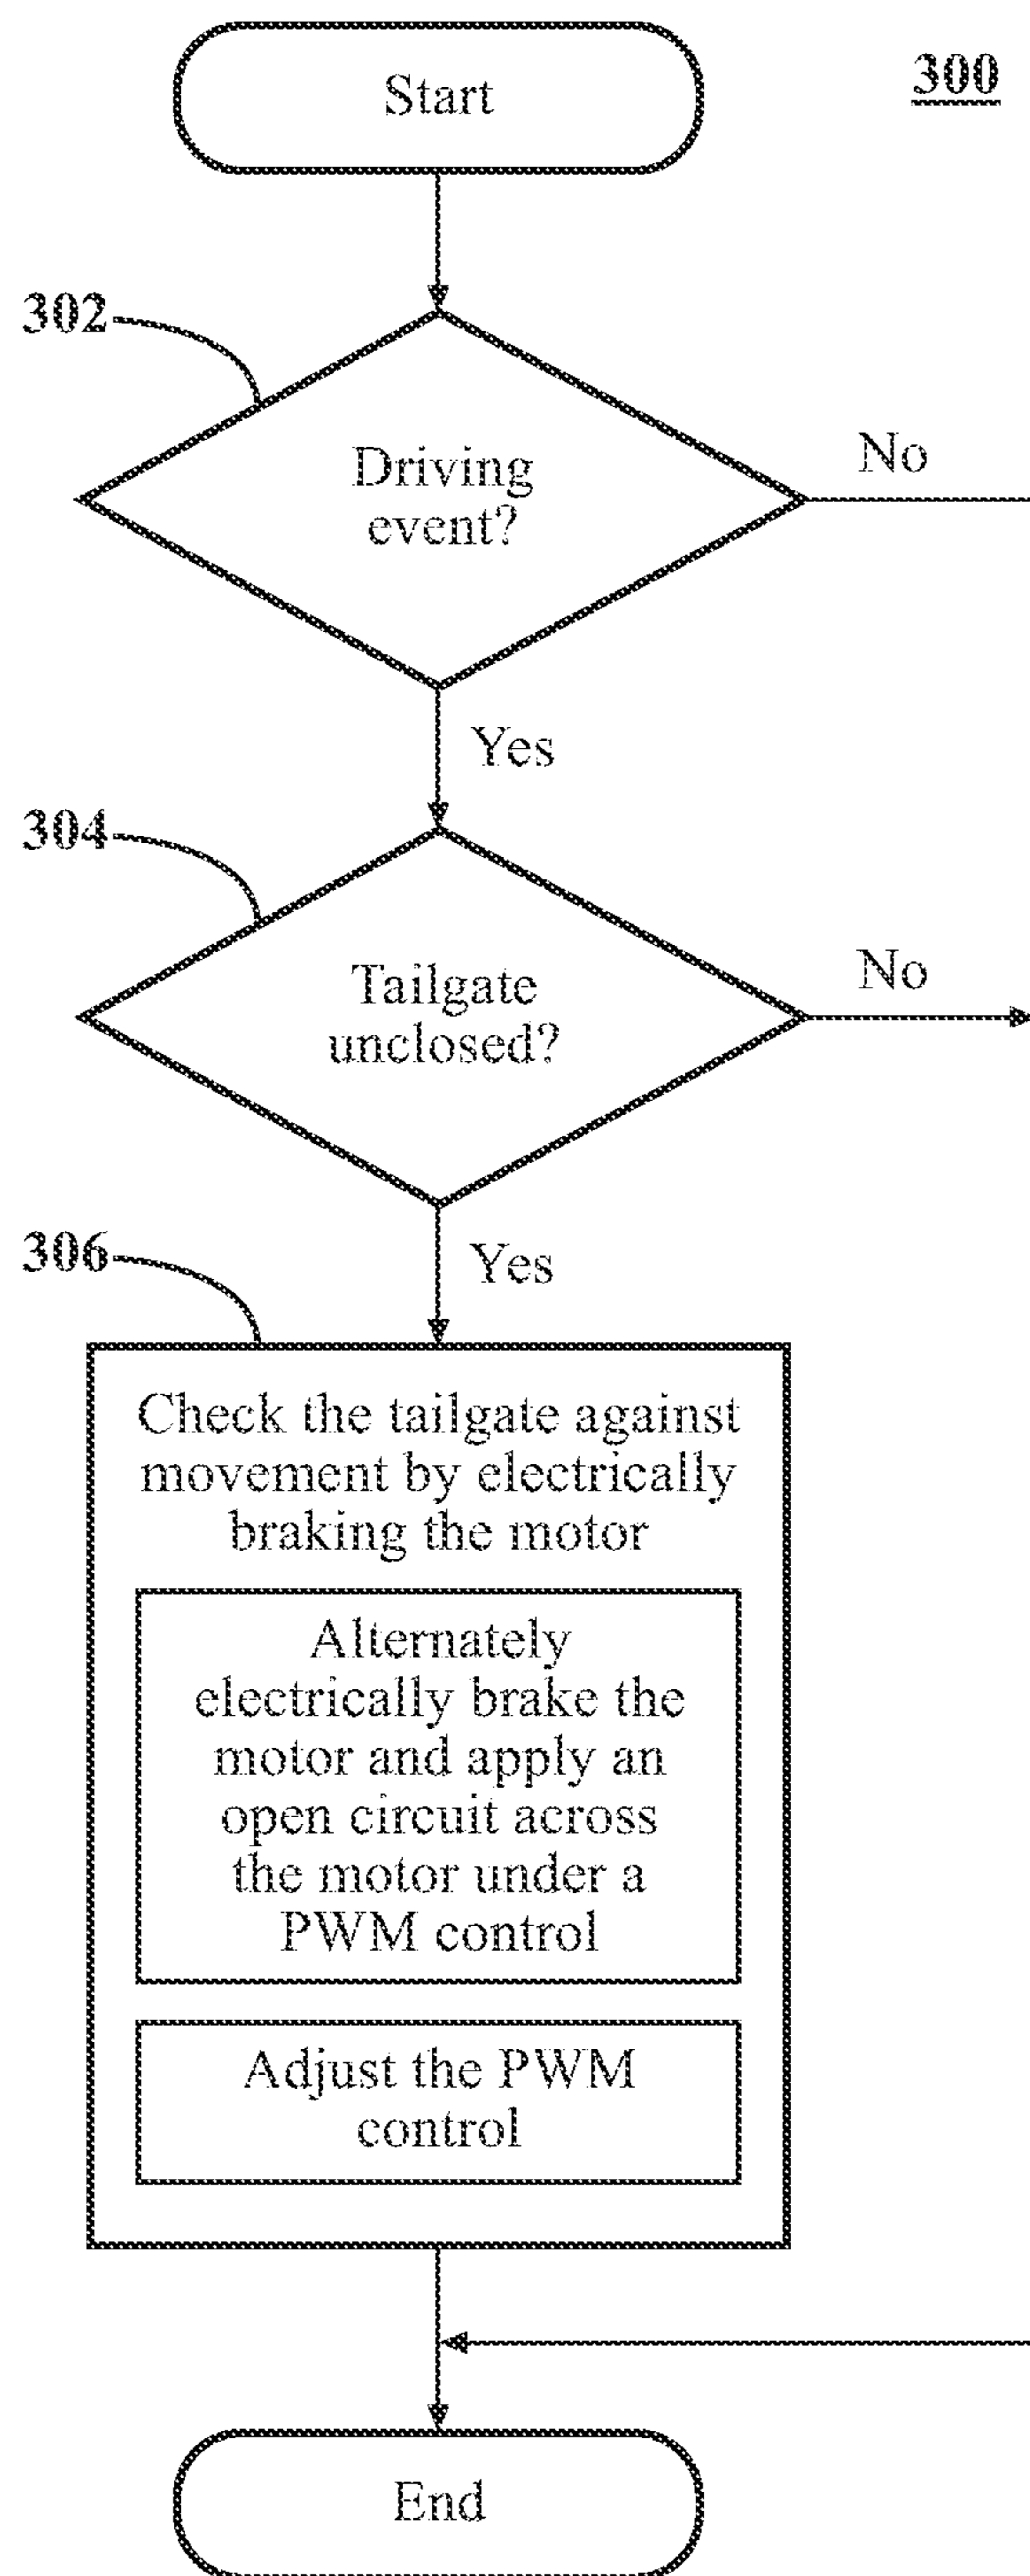 Start
300
302
Driving
event?
No
Yes
304
Tailgate
unclosed?
No
Yes
306
Check the tailgate against
movement by electrically
braking the motor
Alternately
electrically brake the
motor and apply an
open circuit across
the motor under a
PWM control
Adjust the PWM
control
End